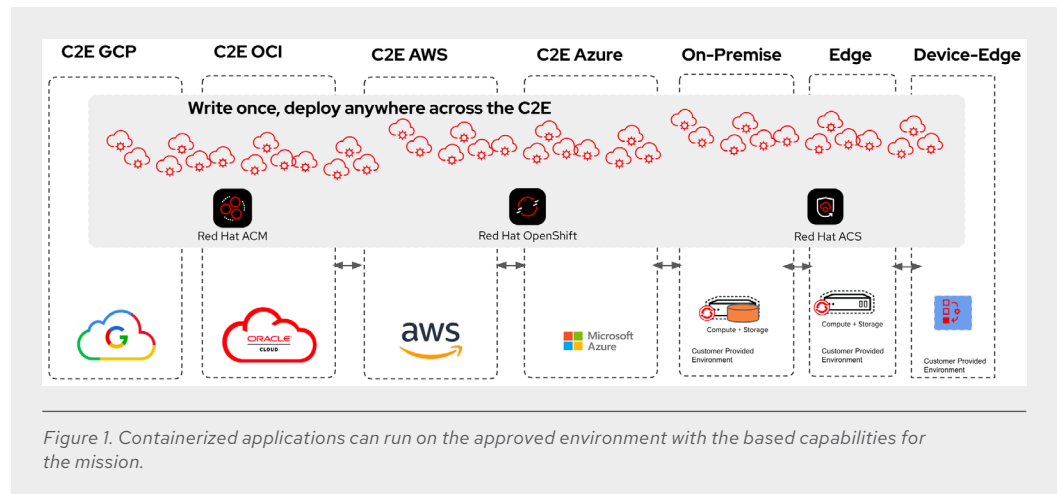 C2E GCP
C2E OCI
C2E AWS
C2E Azure
On-Premise
Edge
Device-Edge
Write once, deploy anywhere across the C2E
Red Hat ACM
Red Hat OpenShift
Red Hat ACS
G
ORACLE
CLOUD
aws
Microsoft
Azure
Compute + Storage
Customer Provided
Environment
Compute + Storage
Customer Provided
Environment
Customer Provided
Environment
Figure 1. Containerized applications can run on the approved environment with the based capabilities for
the mission.